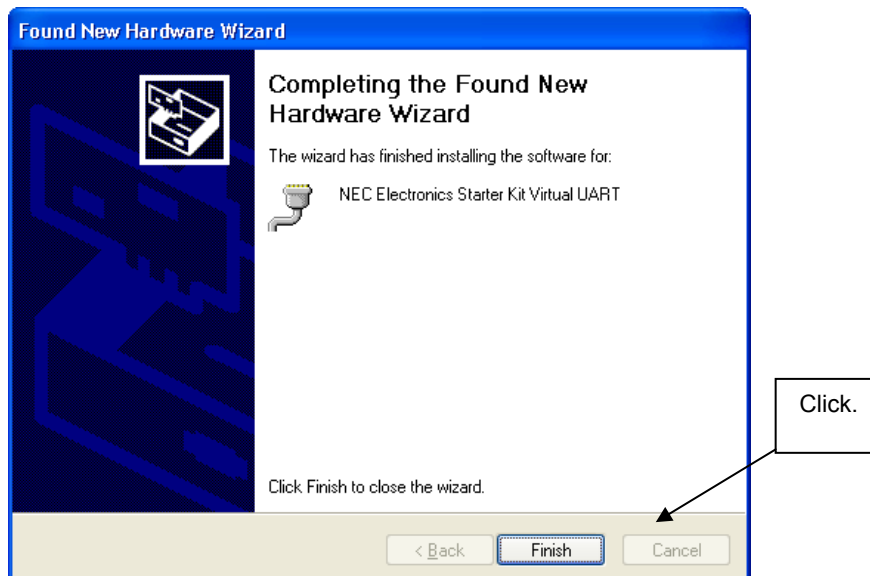 Found New Hardware Wizard
Completing the Found New
Hardware Wizard
The wizard has finished installing the software for:
NEC Electronics Starter Kit Virtual UART
Click.
Click Finish to close the wizard.
< Back
Finish
Cancel